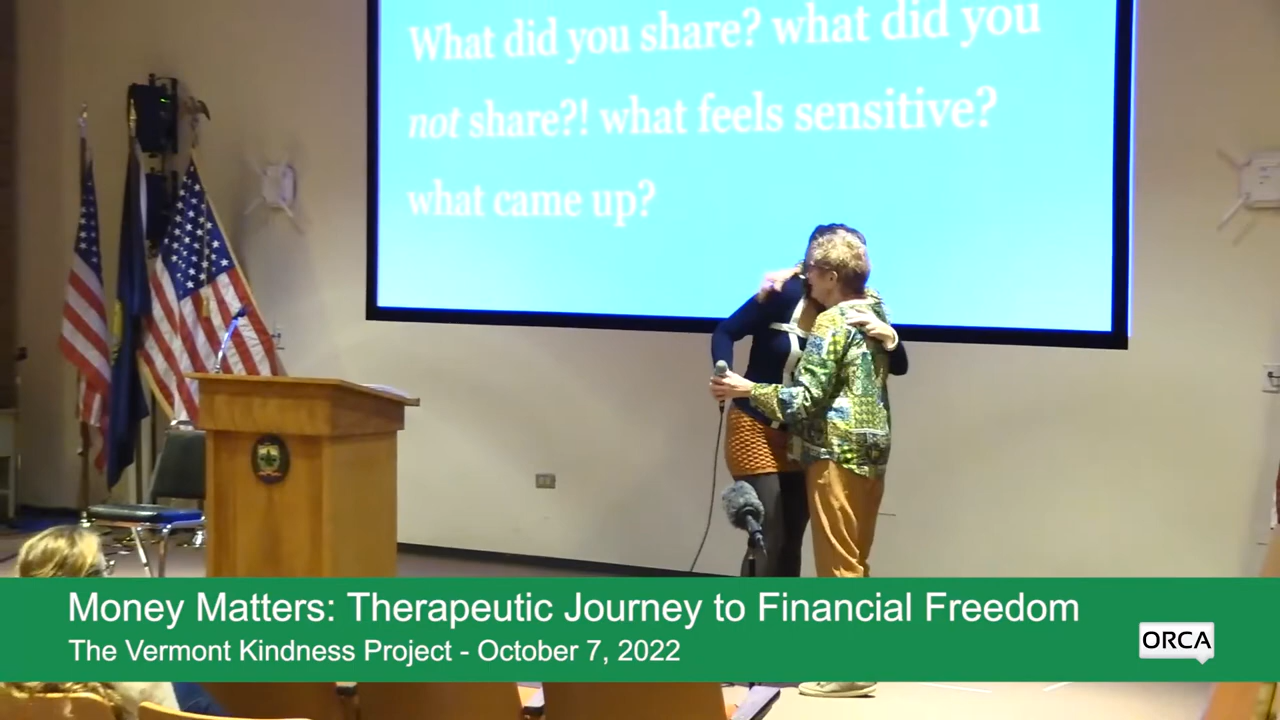 What did you share? what did you
not share?! what feels sensitive?
what came up?
Money Matters: Therapeutic Journey to Financial Freedom
The Vermont Kindness Project - October 7, 2022
ORCA